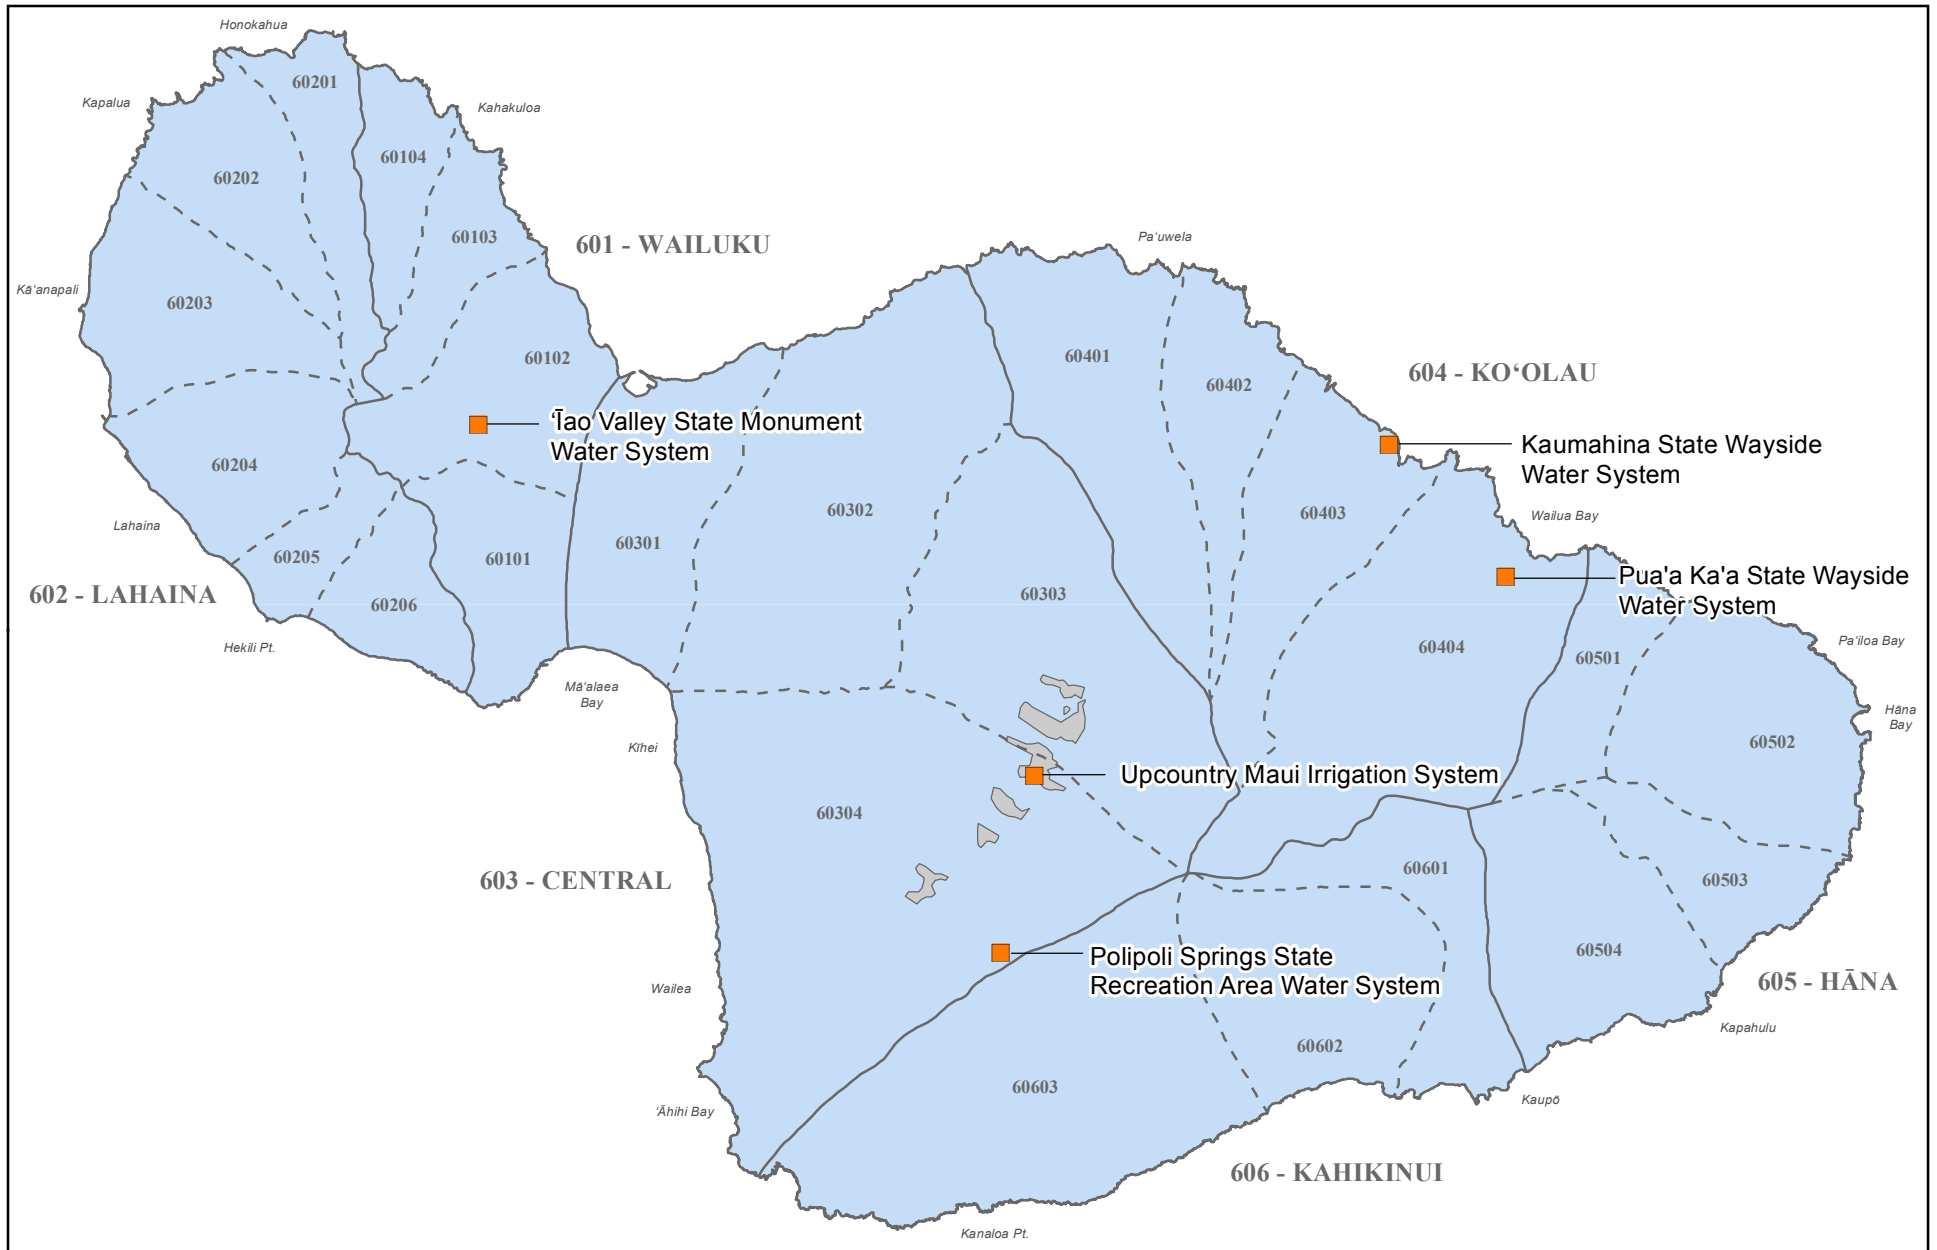 Honokahua
60201
Kapalua
Kahakuloa
60104
60202
60103
601 - WAILUKU
Pa‘uwela
Kā‘anapali
60203
60102
60401
604 - KO‘OLAU
60402
‘Īao Valley State Monument
Water System
Kaumahina State Wayside
Water System
60204
60302
60403
Wailua Bay
Lahaina
60301
60205
60101
Pua'a Ka'a State Wayside
Water System
602 - LAHAINA
60303
60206
Hekili Pt.
60404
60501
Pa‘iloa Bay
Mā‘alaea
Bay
Hāna
Bay
Kīhei
60502
Upcountry Maui Irrigation System
60304
603 - CENTRAL
60601
60503
60504
Polipoli Springs State
Recreation Area Water System
605 - HĀNA
Wailea
Kapahulu
60602
60603
‘Āhihi Bay
Kaupō
606 - KAHIKINUI
Kanaloa Pt.